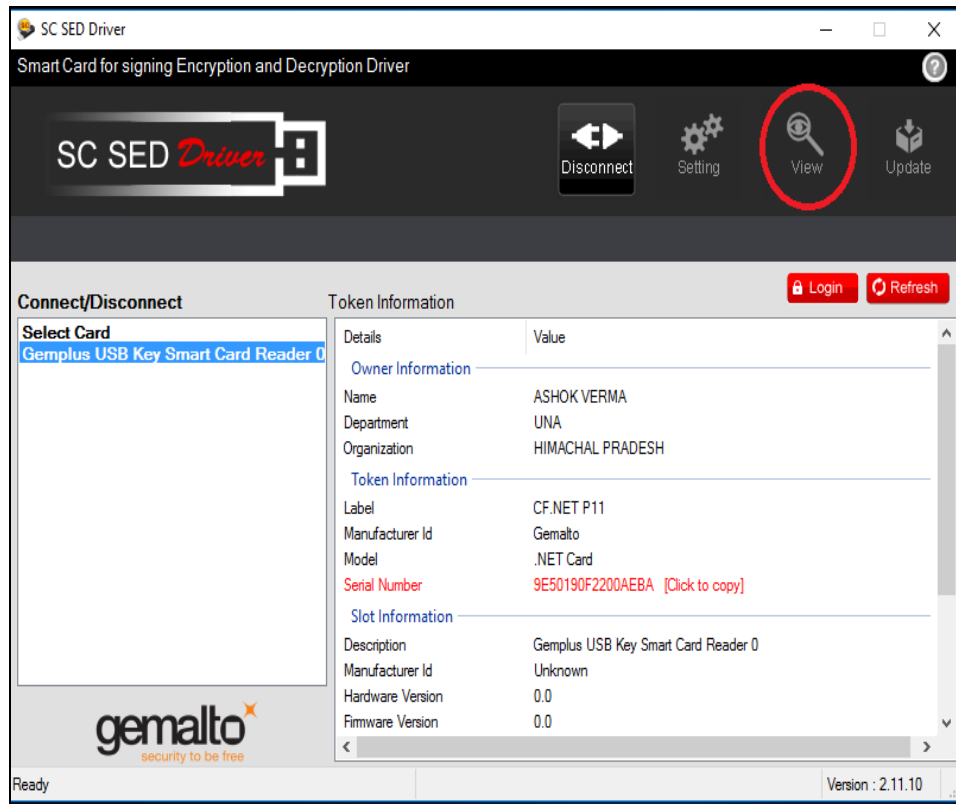 SC SED Driver
Smart Card for signing Encryption and Decryption Driver
?
SC SED Driver
Disconnect Setting View Update
Login Refresh
Connect/Disconnect
Select Card
Gemplus USB Key Smart Card Reader 0
Token Information
Details Value
Owner Information
Name ASHOK VERMA
Department UNA
Organization HIMACHAL PRADESH
Token Information
Label CF.NET P11
Manufacturer Id Gemalto
Model .NET Card
Serial Number 9E50190F2200AEBA [Click to copy]
Slot Information
Description Gemplus USB Key Smart Card Reader 0
Manufacturer Id Unknown
Hardware Version 0.0
Firmware Version 0.0
gemalto
security to be free
Ready Version : 2.11.10